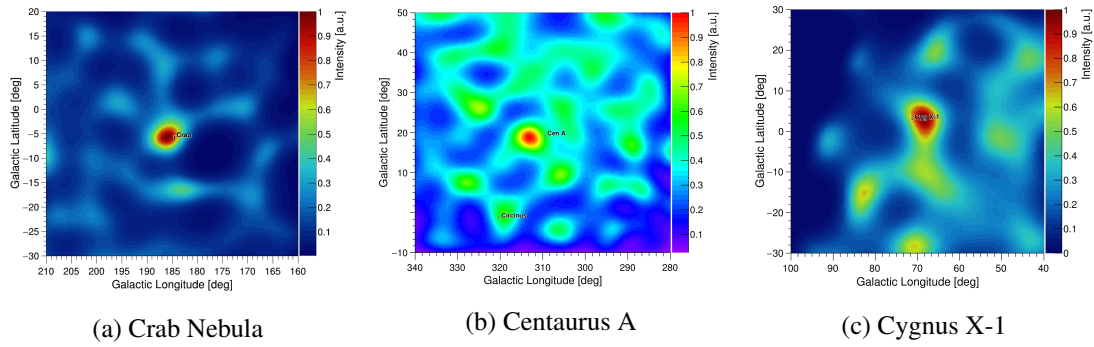 20
15
10
5
0
−5
−10
−15
−20
−25
−30
Galactic Latitude [deg]
210 205 200 195 190 185 180 175 170 165 160
Galactic Longitude [deg]
Crab
1
0.9
0.8
0.7
0.6
0.5
0.4
0.3
0.2
0.1
Intensity [a.u.]
(a) Crab Nebula
50
40
30
20
10
−10
Galactic Latitude [deg]
340 330 320 310 300 290 280
Galactic Longitude [deg]
Cen A
Circinus
1
0.9
0.8
0.7
0.6
0.5
0.4
0.3
0.2
0.1
Intensity [a.u.]
(b) Centaurus A
30
20
10
0
−10
−20
−30
Galactic Latitude [deg]
100 90 80 70 60 50 40
Galactic Longitude [deg]
Cyg X-1
1
0.9
0.8
0.7
0.6
0.5
0.4
0.3
0.2
0.1
0
Intensity [a.u.]
(c) Cygnus X-1